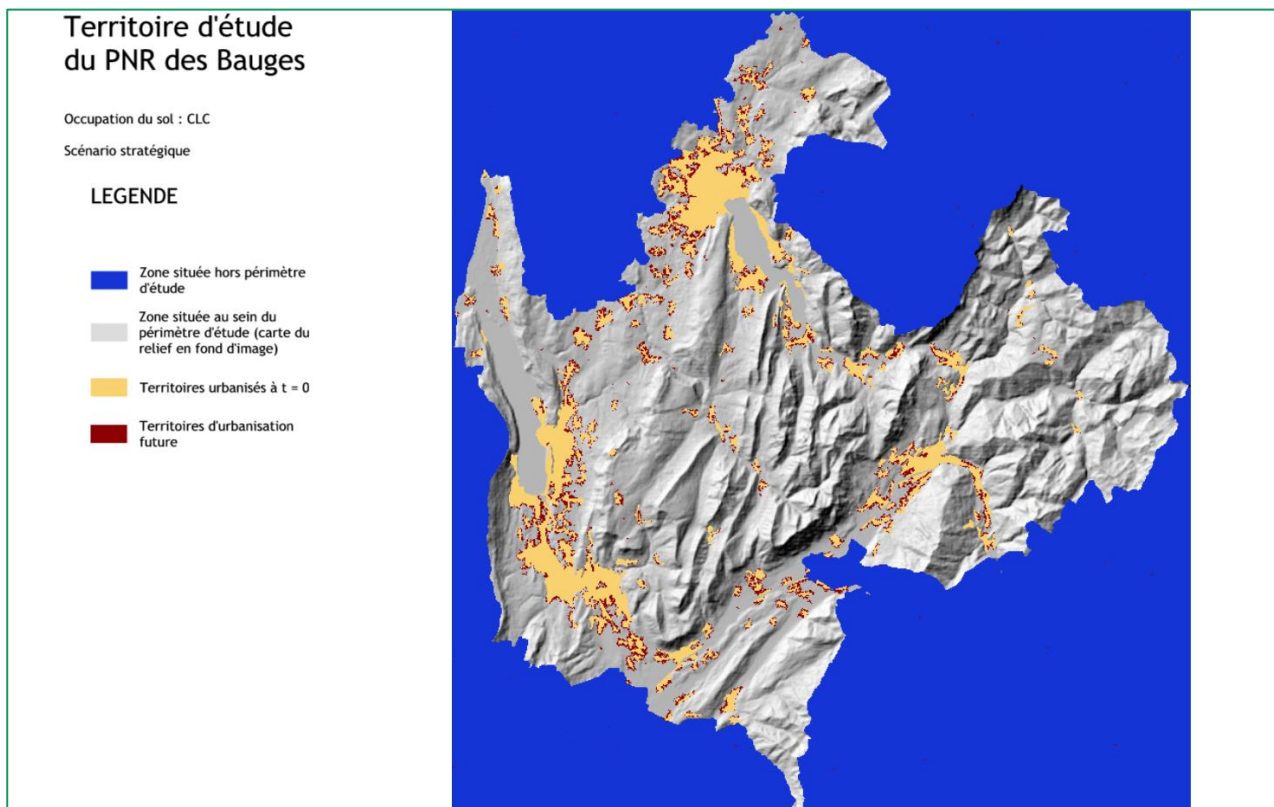 Territoire d'étude
du PNR des Bauges
Occupation du sol : CLC
Scénario stratégique
LEGENDE
Zone située hors périmètre
d'étude
Zone située au sein du
périmètre d'étude (carte du
relief en fond d'image)
Territoires urbanisés à t = 0
Territoires d'urbanisation
future